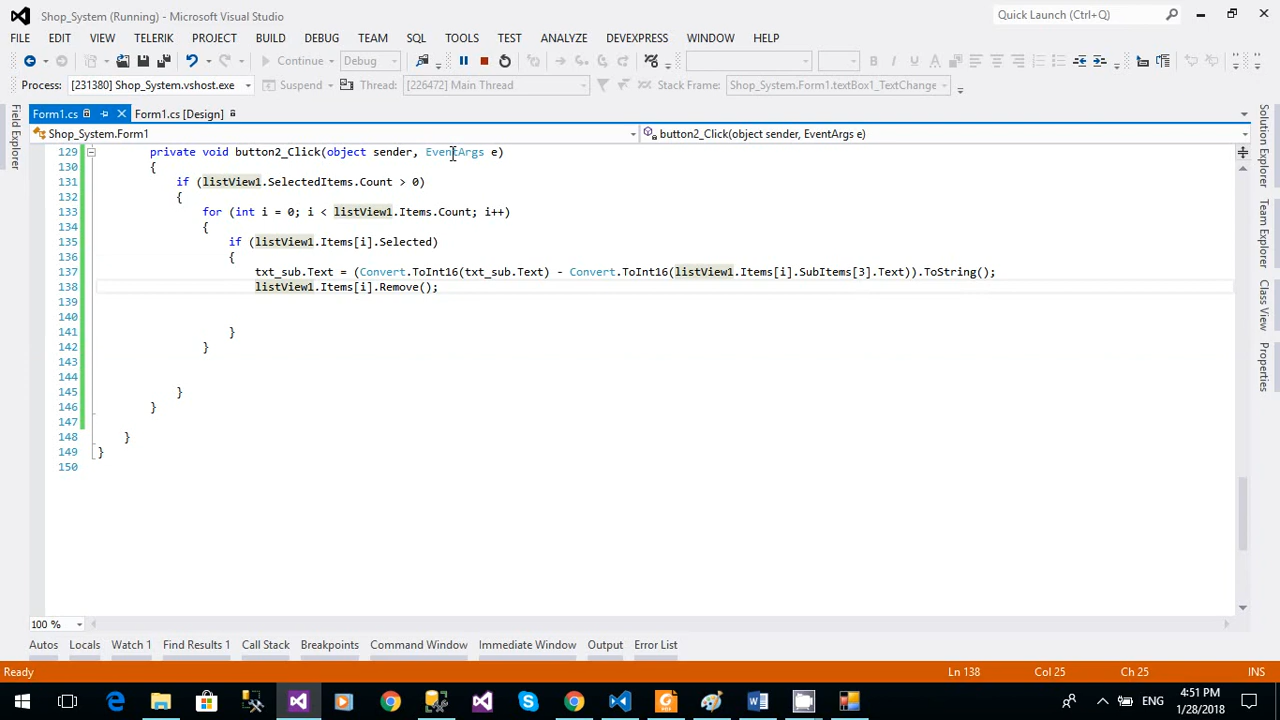 Shop_System (Running) - Microsoft Visual Studio
Quick Launch (Ctrl+Q)
FILE EDIT VIEW TELERIK PROJECT BUILD DEBUG TEAM SQL TOOLS TEST ANALYZE DEVEXPRESS WINDOW HELP
Continue Debug
Process: [231380] Shop_System.vshost.exe Suspend Thread: [226472] Main Thread Stack Frame: Shop_System.Form1.textBox1_TextChange
Form1.cs Form1.cs [Design]
Shop_System.Form1 button2_Click(object sender, EventArgs e)
129 private void button2_Click(object sender, EventArgs e)
130 {
131 if (listView1.SelectedItems.Count > 0)
132 {
133 for (int i = 0; i < listView1.Items.Count; i++)
134 {
135 if (listView1.Items[i].Selected)
136 {
137 txt_sub.Text = (Convert.ToInt16(txt_sub.Text) - Convert.ToInt16(listView1.Items[i].SubItems[3].Text)).ToString();
138 listView1.Items[i].Remove();
139
140
141 }
142 }
143
144
145 }
146 }
147
148 }
149 }
150
Field Explorer
Solution Explorer
Team Explorer
Class View
Properties
100 %
Autos Locals Watch 1 Find Results 1 Call Stack Breakpoints Command Window Immediate Window Output Error List
Ready Ln 138 Col 25 Ch 25 INS
ENG
4:51 PM
1/28/2018